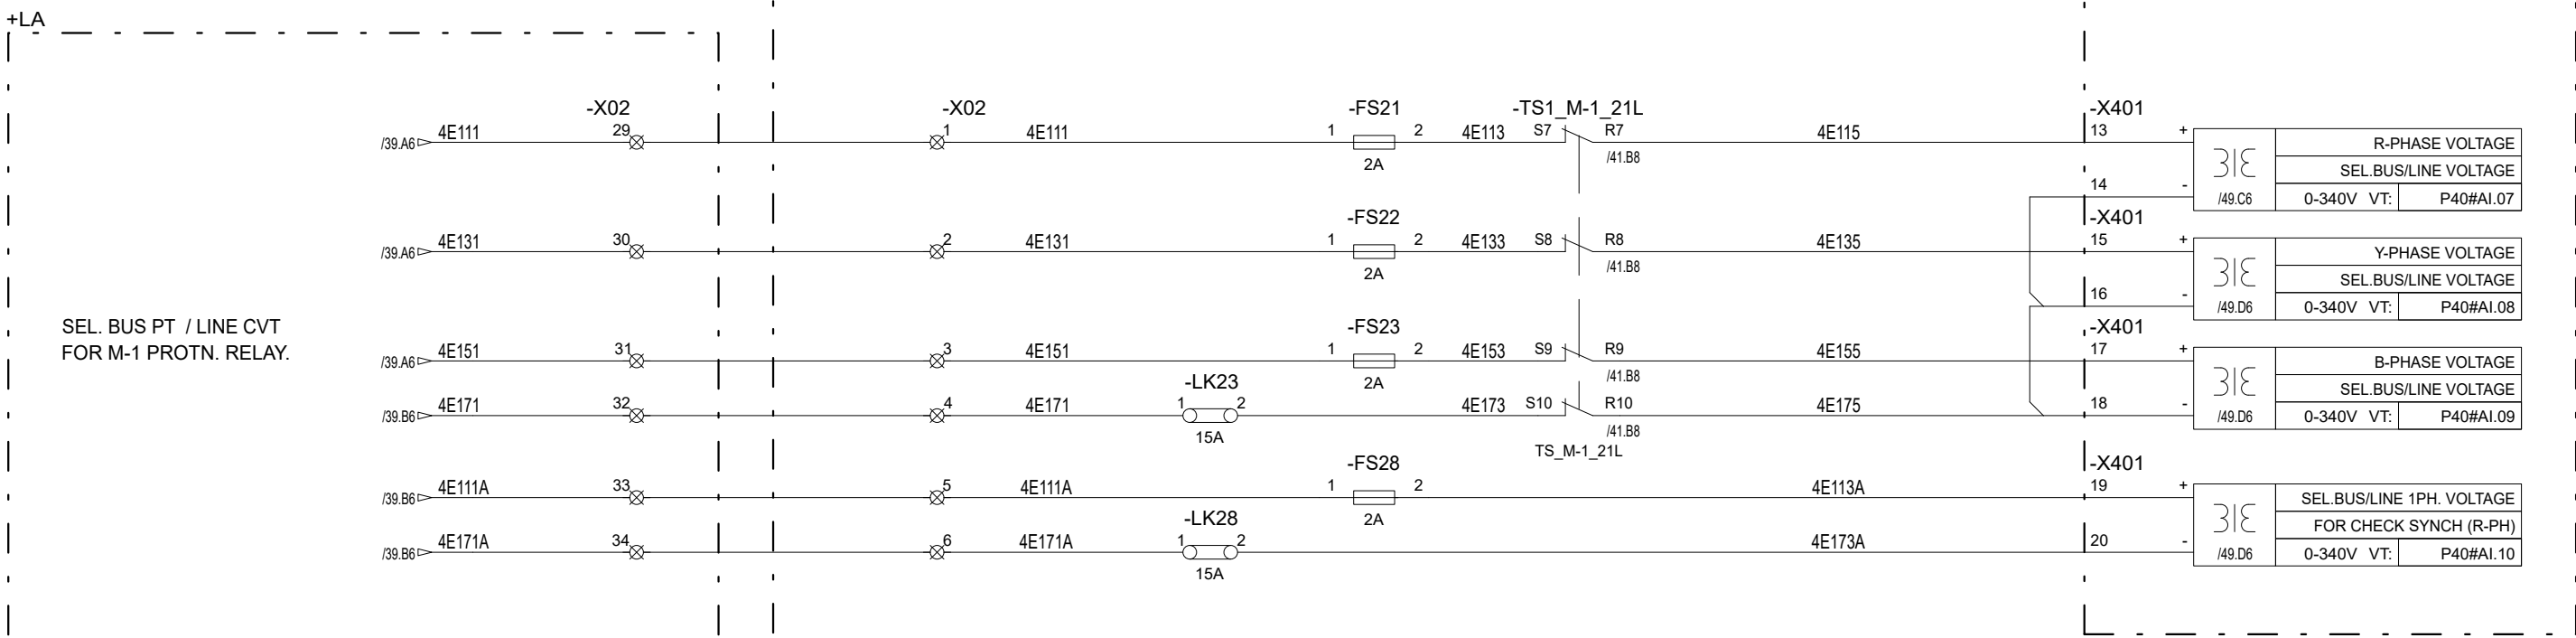 +LA
-X02 -X02 -FS21 -TS1_M-1_21L -X401
/39.A6 4E111 29 1 4E111 1 2 4E113 S7 R7 4E115 13 + R-PHASE VOLTAGE
2A /41.B8 SEL.BUS/LINE VOLTAGE
14 - /49.C6 0-340V VT: P40#AI.07
-FS22 -X401
/39.A6 4E131 30 2 4E131 1 2 4E133 S8 R8 4E135 15 + Y-PHASE VOLTAGE
2A /41.B8 SEL.BUS/LINE VOLTAGE
16 - /49.D6 0-340V VT: P40#AI.08
SEL. BUS PT / LINE CVT
FOR M-1 PROTN. RELAY.
-FS23 -X401
/39.A6 4E151 31 3 4E151 1 2 4E153 S9 R9 4E155 17 + B-PHASE VOLTAGE
-LK23 2A /41.B8 SEL.BUS/LINE VOLTAGE
/39.B6 4E171 32 4 4E171 1 2 4E173 S10 R10 4E175 18 - /49.D6 0-340V VT: P40#AI.09
15A /41.B8
TS_M-1_21L
-FS28 -X401
/39.B6 4E111A 33 5 4E111A 1 2 4E113A 19 + SEL.BUS/LINE 1PH. VOLTAGE
-LK28 2A FOR CHECK SYNCH (R-PH)
/39.B6 4E171A 34 6 4E171A 1 2 4E173A 20 - /49.D6 0-340V VT: P40#AI.10
15A